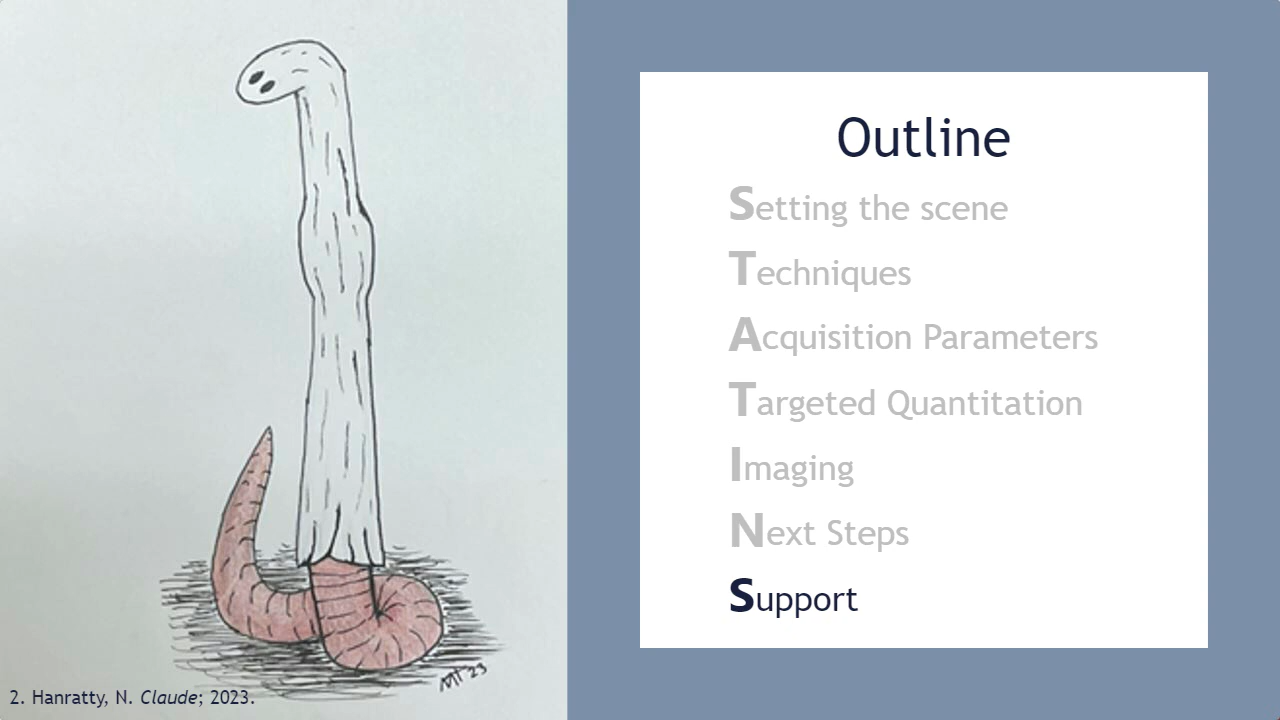 Outline
Setting the scene
Techniques
Acquisition Parameters
Targeted Quantitation
Imaging
Next Steps
Support
2. Hanratty, N. Claude; 2023.